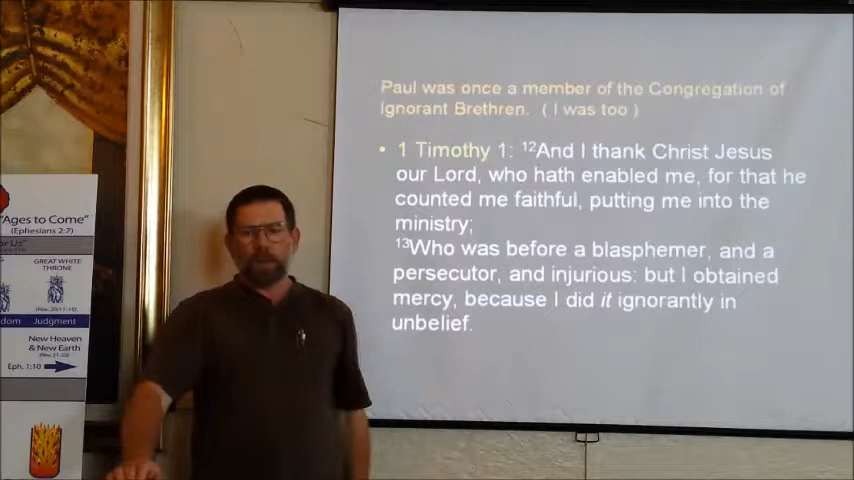 Paul was once a member of the Congregation of
Ignorant Brethren. ( I was too )
• 1 Timothy 1: ¹²And I thank Christ Jesus
our Lord, who hath enabled me, for that he
counted me faithful, putting me into the
ministry;
¹³Who was before a blasphemer, and a
persecutor, and injurious: but I obtained
mercy, because I did it ignorantly in
unbelief.
"Ages to Come"
(Ephesians 2:7)
or Us"
GREAT WHITE
THRONE
(Rev. 20:11-15)
dom Judgment
New Heaven
& New Earth
(Rev. 21-22)
Eph. 1:10